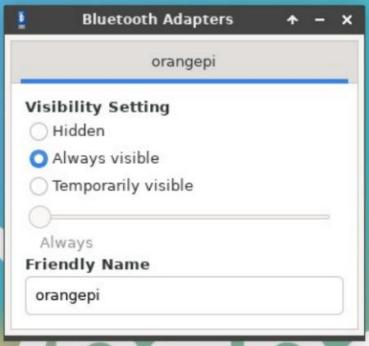 Bluetooth Adapters
orangepi
Visibility Setting
Hidden
Always visible
Temporarily visible
Always
Friendly Name
orangepi